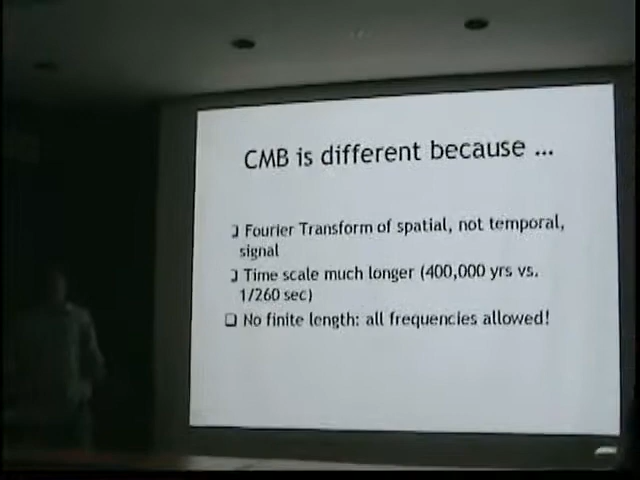 CMB is different because ...
❑ Fourier Transform of spatial, not temporal,
signal
❑ Time scale much longer (400,000 yrs vs.
1/260 sec)
❑ No finite length: all frequencies allowed!